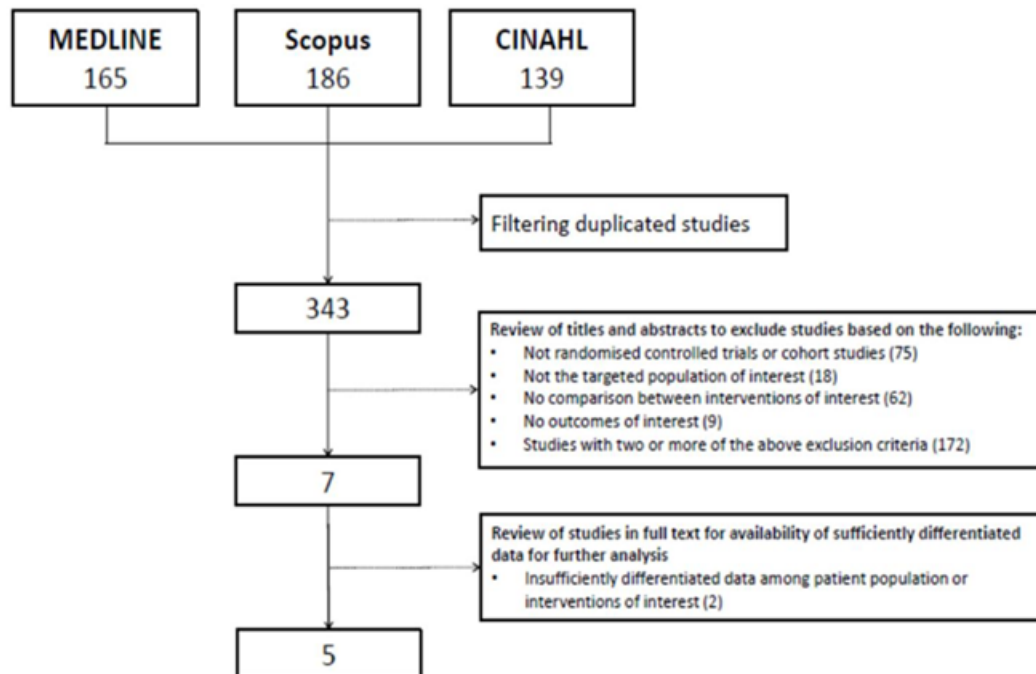 MEDLINE
165
Scopus
186
CINAHL
139
Filtering duplicated studies
343
Review of titles and abstracts to exclude studies based on the following:
• Not randomised controlled trials or cohort studies (75)
• Not the targeted population of interest (18)
• No comparison between interventions of interest (62)
• No outcomes of interest (9)
• Studies with two or more of the above exclusion criteria (172)
7
Review of studies in full text for availability of sufficiently differentiated
data for further analysis
• Insufficiently differentiated data among patient population or
interventions of interest (2)
5